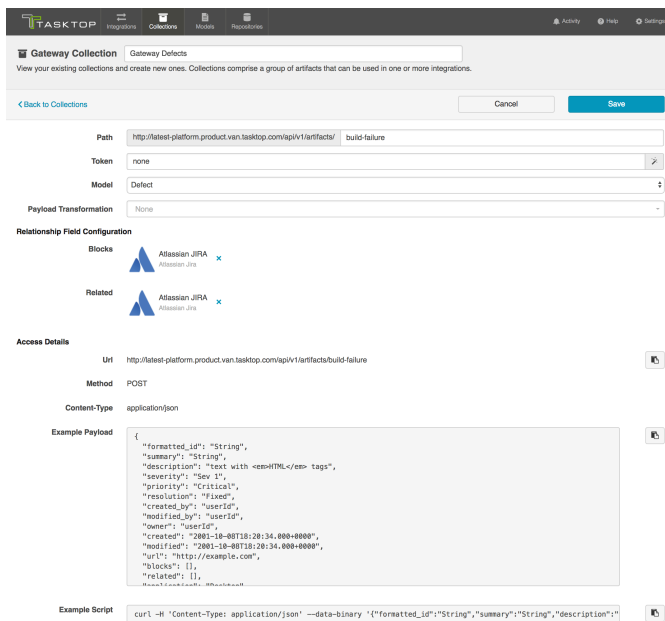 TASKTOP
Integrations
Collections
Models
Repositories
Activity
Help
Settings
Gateway Collection
Gateway Defects
View your existing collections and create new ones. Collections comprise a group of artifacts that can be used in one or more integrations.
Back to Collections
Cancel
Save
Path
http://latest-platform.product.van.tasktop.com/api/v1/artifacts/
build-failure
Token
none
Model
Defect
Payload Transformation
None
Relationship Field Configuration
Blocks
Atlassian JIRA
Atlassian Jira
Related
Atlassian JIRA
Atlassian Jira
Access Details
Url
http://latest-platform.product.van.tasktop.com/api/v1/artifacts/build-failure
Method
POST
Content-Type
application/json
Example Payload
{
"formatted_id": "String",
"summary": "String",
"description": "text with <em>HTML</em> tags",
"severity": "Sev 1",
"priority": "Critical",
"resolution": "Fixed",
"created_by": "userId",
"modified_by": "userId",
"owner": "userId",
"created": "2001-10-08T18:20:34.000+0000",
"modified": "2001-10-08T18:20:34.000+0000",
"url": "http://example.com",
"blocks": [],
"related": [],
Example Script
curl -H 'Content-Type: application/json' --data-binary '{"formatted_id":"String","summary":"String","description":"